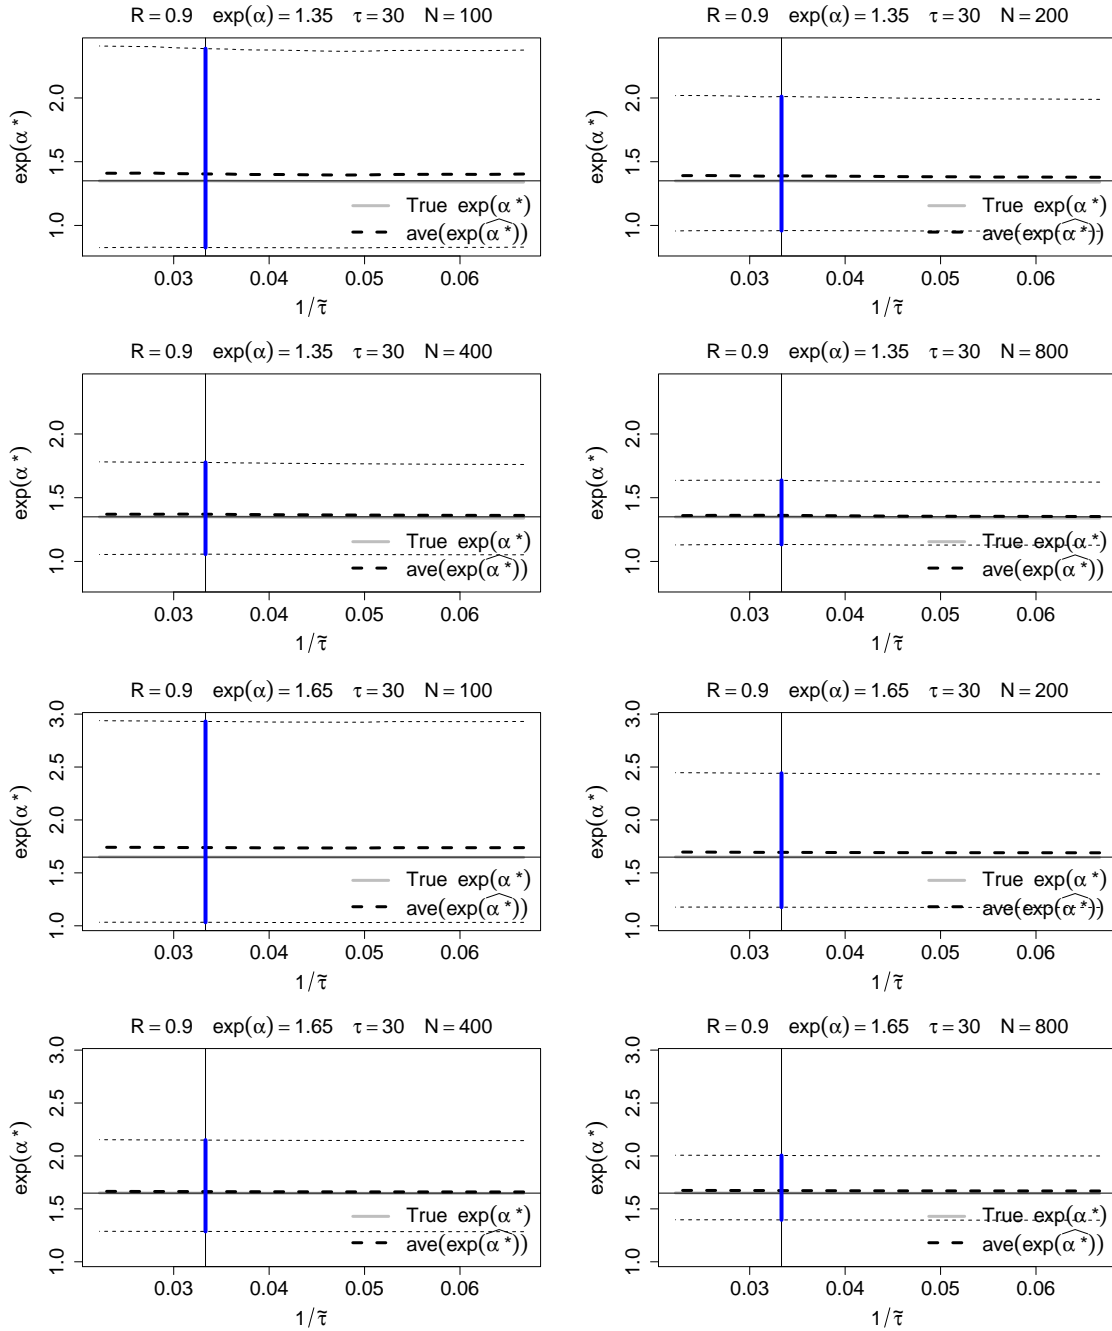 R = 0.9 exp(α) = 1.35 τ = 30 N = 100
exp(α*)
2.0
1.5
1.0
True exp(α*)
ave(exp(α̂*))
0.03 0.04 0.05 0.06
1/τ̃
R = 0.9 exp(α) = 1.35 τ = 30 N = 200
exp(α*)
2.0
1.5
1.0
True exp(α*)
ave(exp(α̂*))
0.03 0.04 0.05 0.06
1/τ̃
R = 0.9 exp(α) = 1.35 τ = 30 N = 400
exp(α*)
2.0
1.5
1.0
True exp(α*)
ave(exp(α̂*))
0.03 0.04 0.05 0.06
1/τ̃
R = 0.9 exp(α) = 1.35 τ = 30 N = 800
exp(α*)
2.0
1.5
1.0
True exp(α*)
ave(exp(α̂*))
0.03 0.04 0.05 0.06
1/τ̃
R = 0.9 exp(α) = 1.65 τ = 30 N = 100
exp(α*)
3.0
2.5
2.0
1.5
1.0
True exp(α*)
ave(exp(α̂*))
0.03 0.04 0.05 0.06
1/τ̃
R = 0.9 exp(α) = 1.65 τ = 30 N = 200
exp(α*)
3.0
2.5
2.0
1.5
1.0
True exp(α*)
ave(exp(α̂*))
0.03 0.04 0.05 0.06
1/τ̃
R = 0.9 exp(α) = 1.65 τ = 30 N = 400
exp(α*)
3.0
2.5
2.0
1.5
1.0
True exp(α*)
ave(exp(α̂*))
0.03 0.04 0.05 0.06
1/τ̃
R = 0.9 exp(α) = 1.65 τ = 30 N = 800
exp(α*)
3.0
2.5
2.0
1.5
1.0
True exp(α*)
ave(exp(α̂*))
0.03 0.04 0.05 0.06
1/τ̃